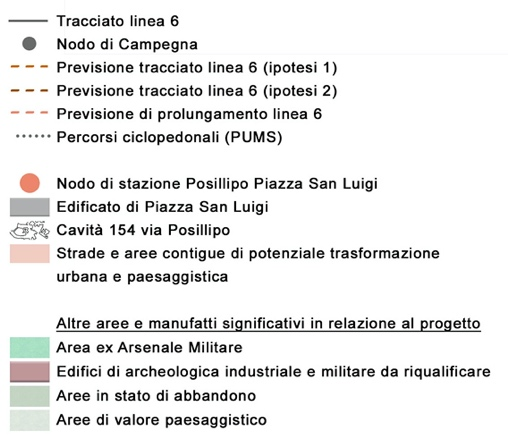 Tracciato linea 6
Nodo di Campegna
Previsione tracciato linea 6 (ipotesi 1)
Previsione tracciato linea 6 (ipotesi 2)
Previsione di prolungamento linea 6
Percorsi ciclopedonali (PUMS)
Nodo di stazione Posillipo Piazza San Luigi
Edificato di Piazza San Luigi
Cavità 154 via Posillipo
Strade e aree contigue di potenziale trasformazione
urbana e paesaggistica
Altre aree e manufatti significativi in relazione al progetto
Area ex Arsenale Militare
Edifici di archeologica industriale e militare da riqualificare
Aree in stato di abbandono
Aree di valore paesaggistico